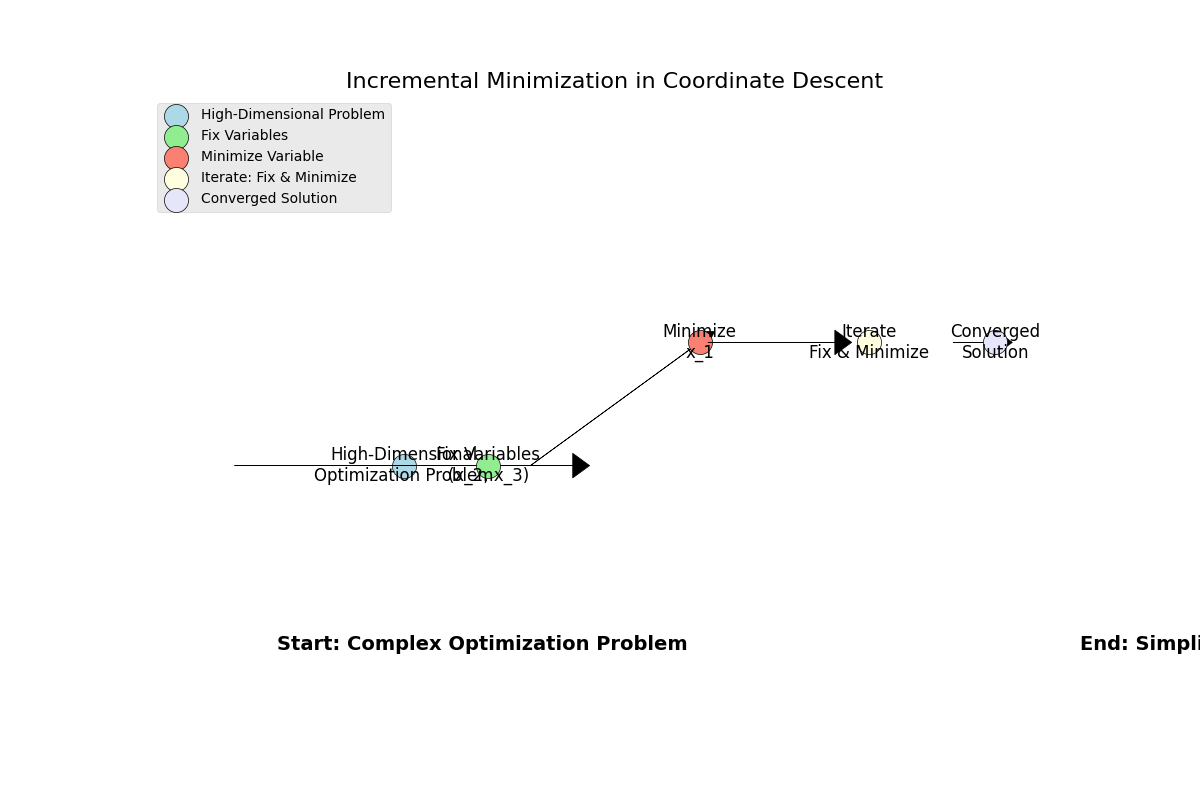 Incremental Minimization in Coordinate Descent
High-Dimensional Problem
Fix Variables
Minimize Variable
Iterate: Fix & Minimize
Converged Solution
Minimize
x_1
Iterate
Fix & Minimize
Converged
Solution
High-Dimensional
Optimization Problem
Fix Variables
(x_2, x_3)
Start: Complex Optimization Problem
End: Simpli